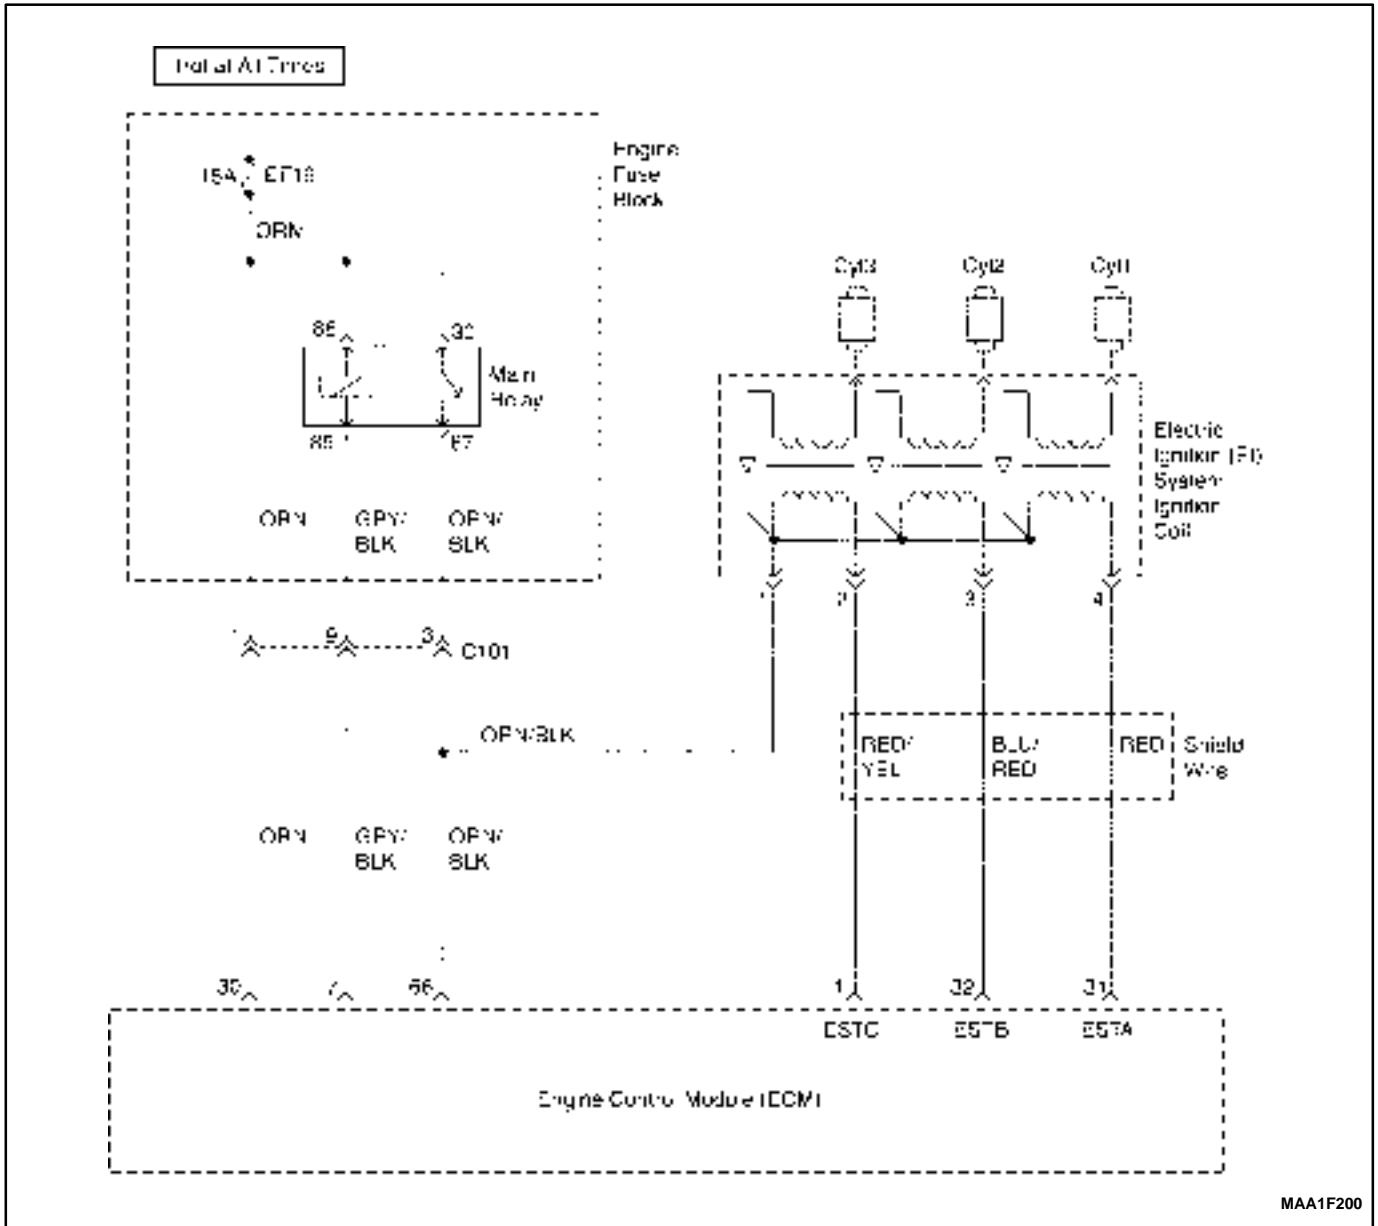 Hot at All Times
Engine
Fuse
Block
15A
EF18
ORN
Cyl3
Cyl2
Cyl1
86
30
Main
Relay
85
87
Electric
Ignition (EI)
System
Ignition
Coil
ORN
GRY/
BLK
ORN/
BLK
1
2
3
4
1
9
3
C101
ORN/BLK
RED/
YEL
BLU/
RED
RED
Shield
Wire
ORN
GRY/
BLK
ORN/
BLK
30
7
66
1
32
31
ESTC
ESTB
ESTA
Engine Control Module (ECM)
MAA1F200